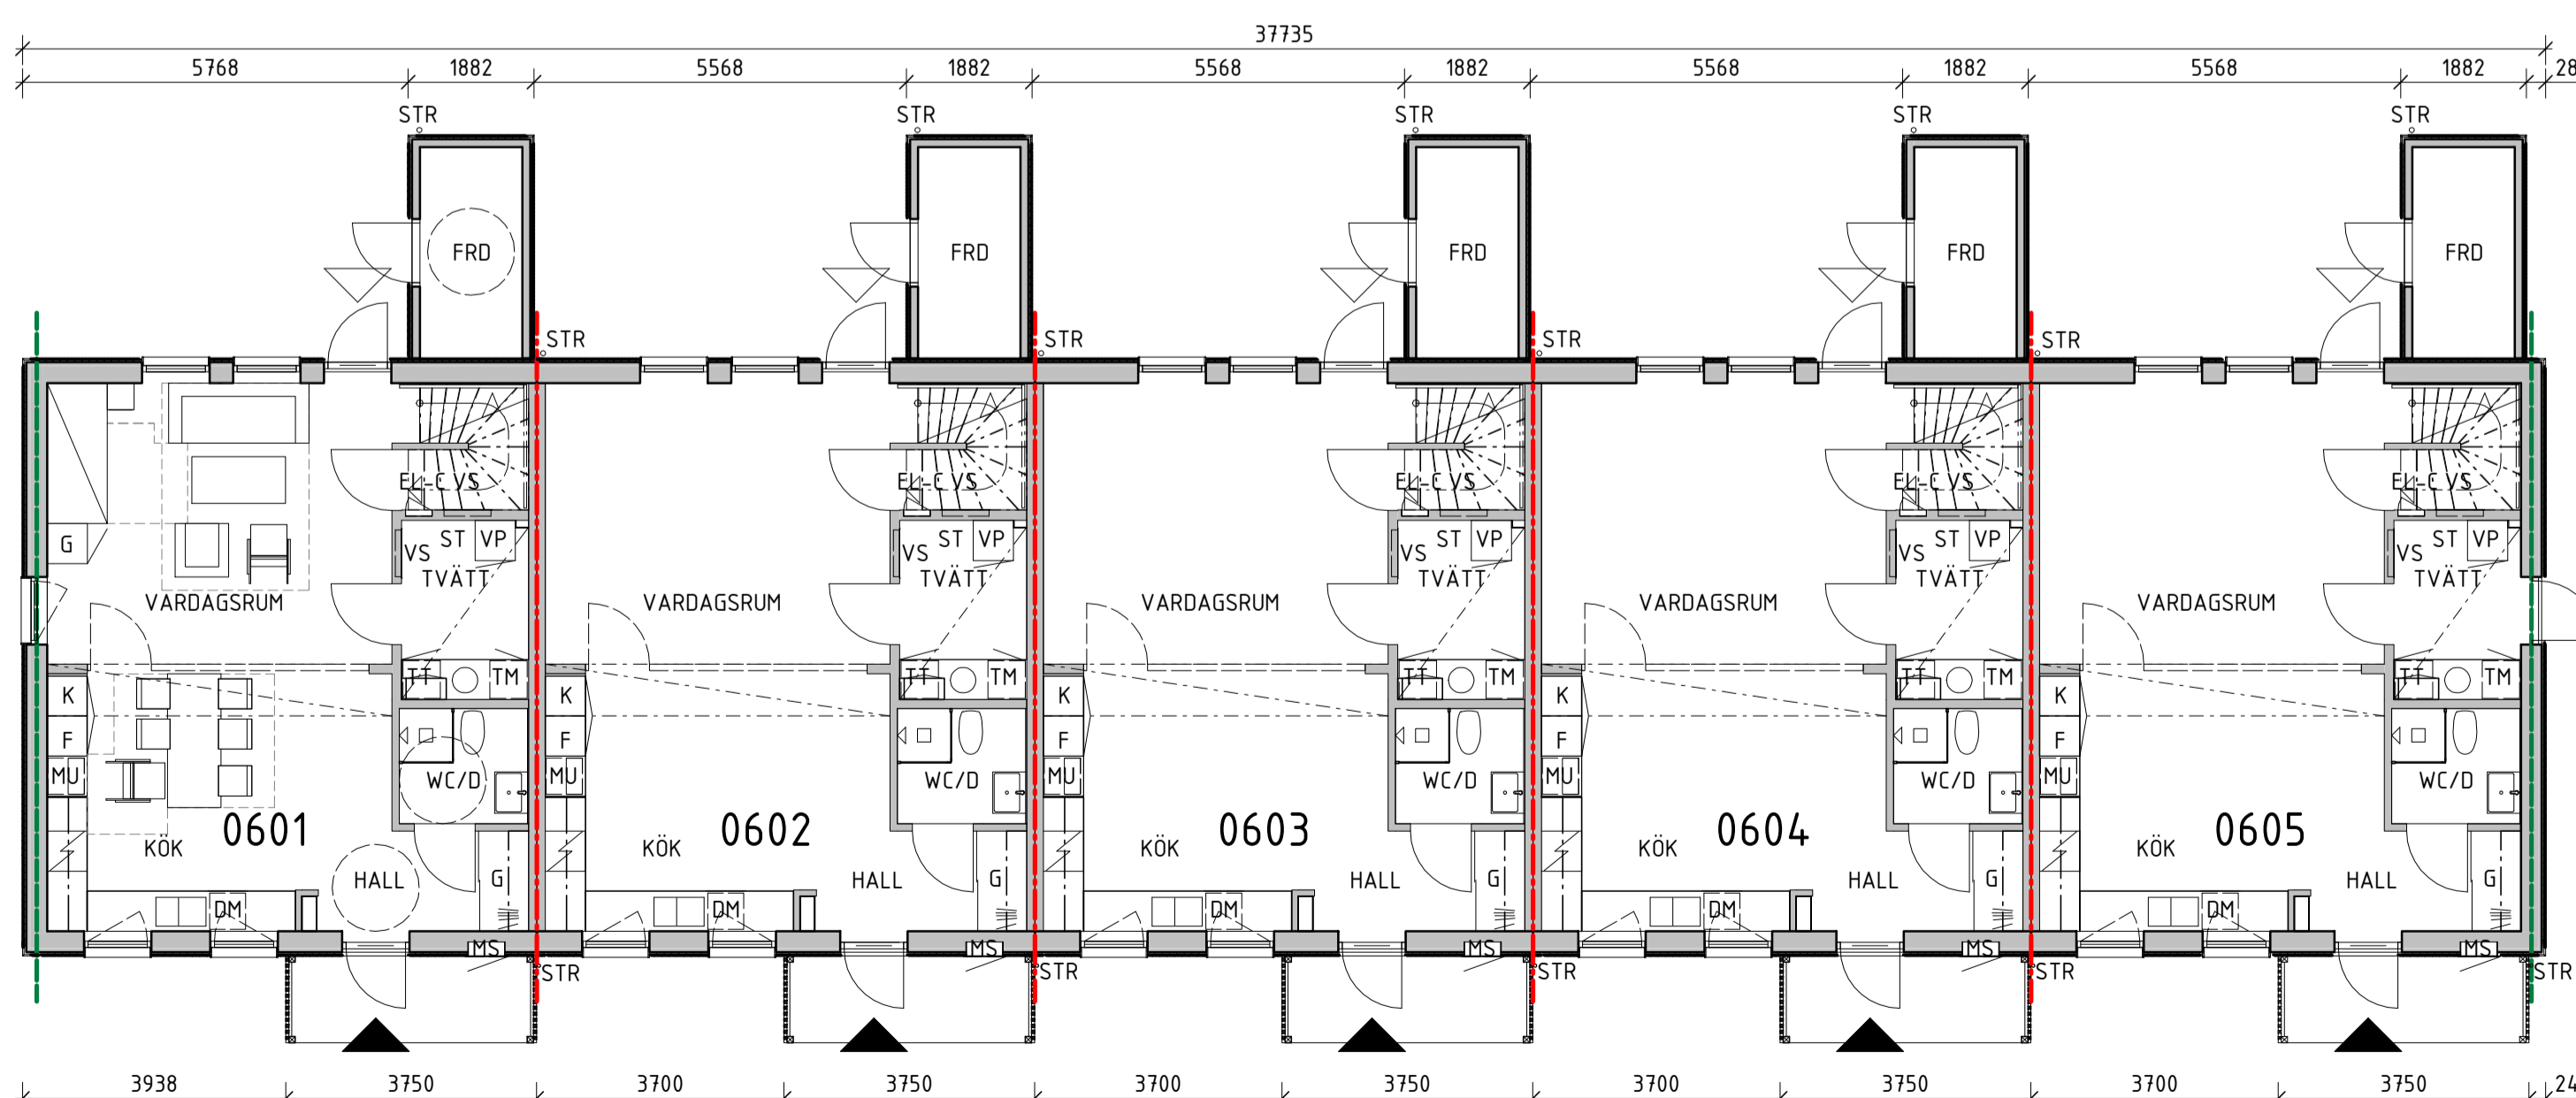 37735
5768 1882 5568 1882 5568 1882 5568 1882 5568 1882 28
STR STR STR STR STR
FRD FRD FRD FRD FRD
STR STR STR STR
EL-C VS EL-C VS EL-C VS EL-C VS EL-C VS
G ST VP ST VP ST VP ST VP ST VP
VS VS VS VS VS
TVÄTT TVÄTT TVÄTT TVÄTT TVÄTT
VARDAGSRUM VARDAGSRUM VARDAGSRUM VARDAGSRUM VARDAGSRUM
K TT TM K TT TM K TT TM K TT TM K TT TM
F F F F F
MU WC/D MU WC/D MU WC/D MU WC/D MU WC/D
0601 0602 0603 0604 0605
KÖK KÖK KÖK KÖK KÖK
HALL G HALL G HALL G HALL G HALL G
DM DM DM DM DM
MS MS MS MS MS
STR STR STR STR STR
3938 3750 3700 3750 3700 3750 3700 3750 3700 3750 24